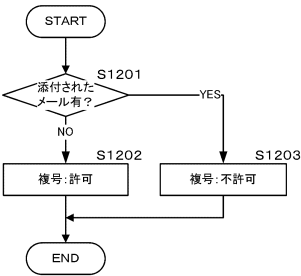 START
S1201
添付された
メール有？
YES
NO
S1202
S1203
複号：許可
複号：不許可
END